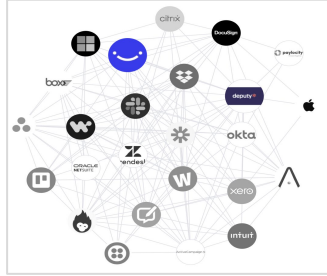 citrix
DocuSign
paylocity
box
deputy
okta
ORACLE
NETSUITE
zendesk
W
xero
intuit